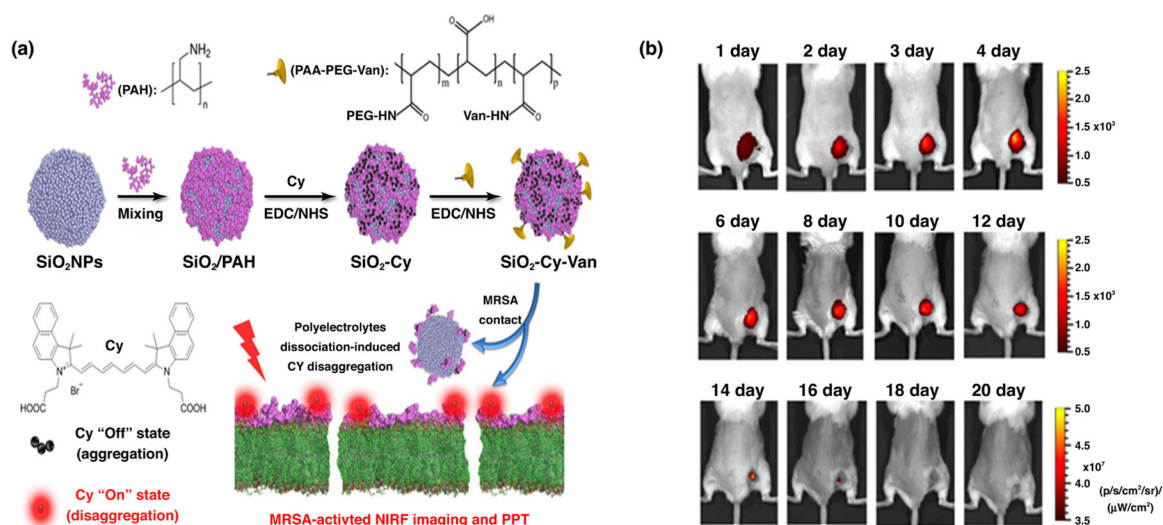 (a)
(PAH):
NH2
n
(PAA-PEG-Van):
OH
O
m
n
p
PEG-HN
O
Van-HN
O
Mixing
Cy
EDC/NHS
EDC/NHS
SiO2NPs
SiO2/PAH
SiO2-Cy
SiO2-Cy-Van
Cy
N+
Br−
N
HOOC
COOH
Cy “Off” state
(aggregation)
Cy “On” state
(disaggregation)
MRSA
contact
Polyelectrolytes
dissociation-induced
CY disaggregation
MRSA-activted NIRF imaging and PPT
(b)
1 day
2 day
3 day
4 day
2.5
2.0
1.5
×10³
1.0
0.5
6 day
8 day
10 day
12 day
2.5
2.0
1.5
×10³
1.0
0.5
14 day
16 day
18 day
20 day
5.0
4.5
×10⁷
4.0
3.5
(p/s/cm²/sr)/
(μW/cm²)